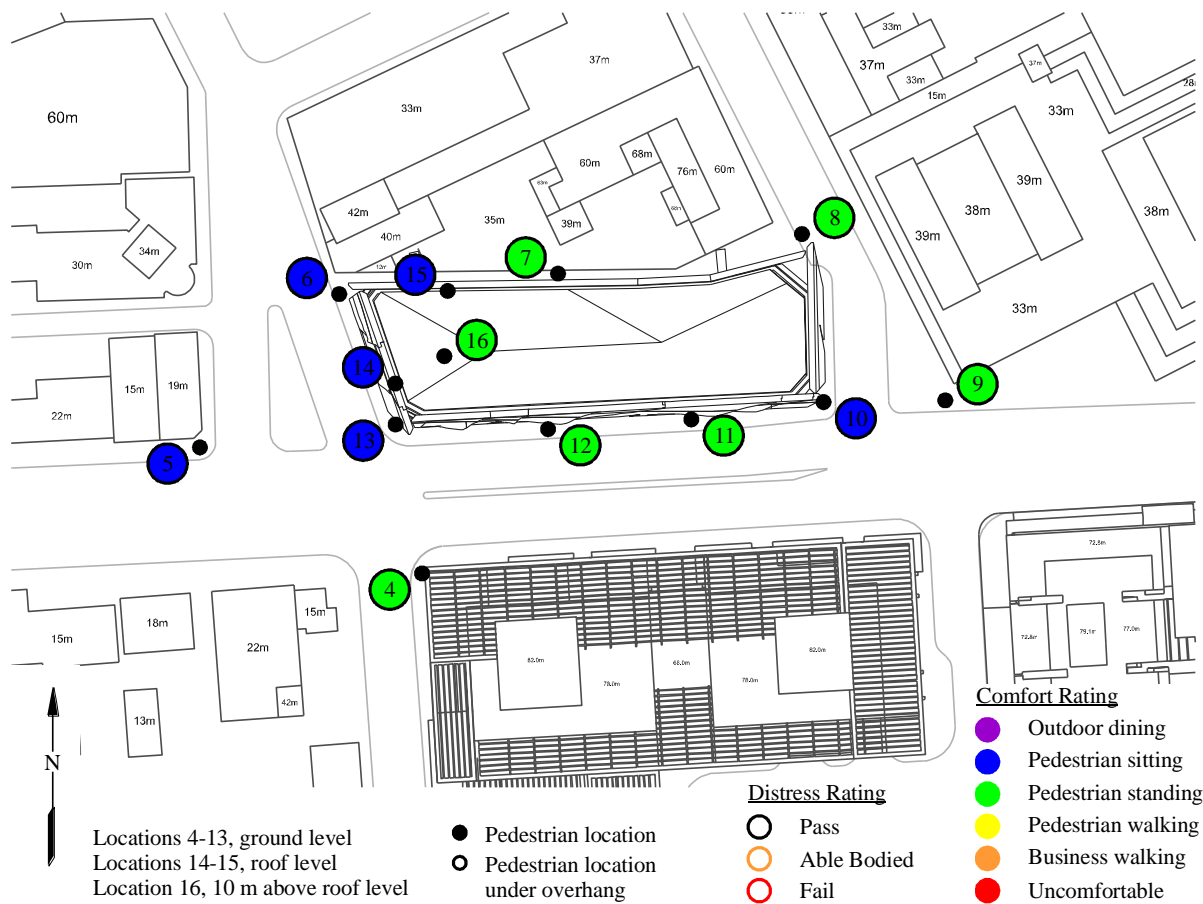 33m
37m
37m
37m
33m
28m
15m
33m
33m
60m
68m
60m
76m
60m
39m
38m
38m
39m
42m
35m
39m
40m
34m
30m
12m
8
7
15
6
33m
16
14
9
15m
19m
22m
10
11
12
13
5
4
72.8m
15m
18m
15m
22m
72.8m
79.1m
77.0m
82.0m
82.0m
78.0m
78.0m
42m
13m
N
Comfort Rating
Outdoor dining
Pedestrian sitting
Pedestrian standing
Pedestrian walking
Business walking
Uncomfortable
Distress Rating
Pass
Able Bodied
Fail
Pedestrian location
Pedestrian location
under overhang
Locations 4-13, ground level
Locations 14-15, roof level
Location 16, 10 m above roof level